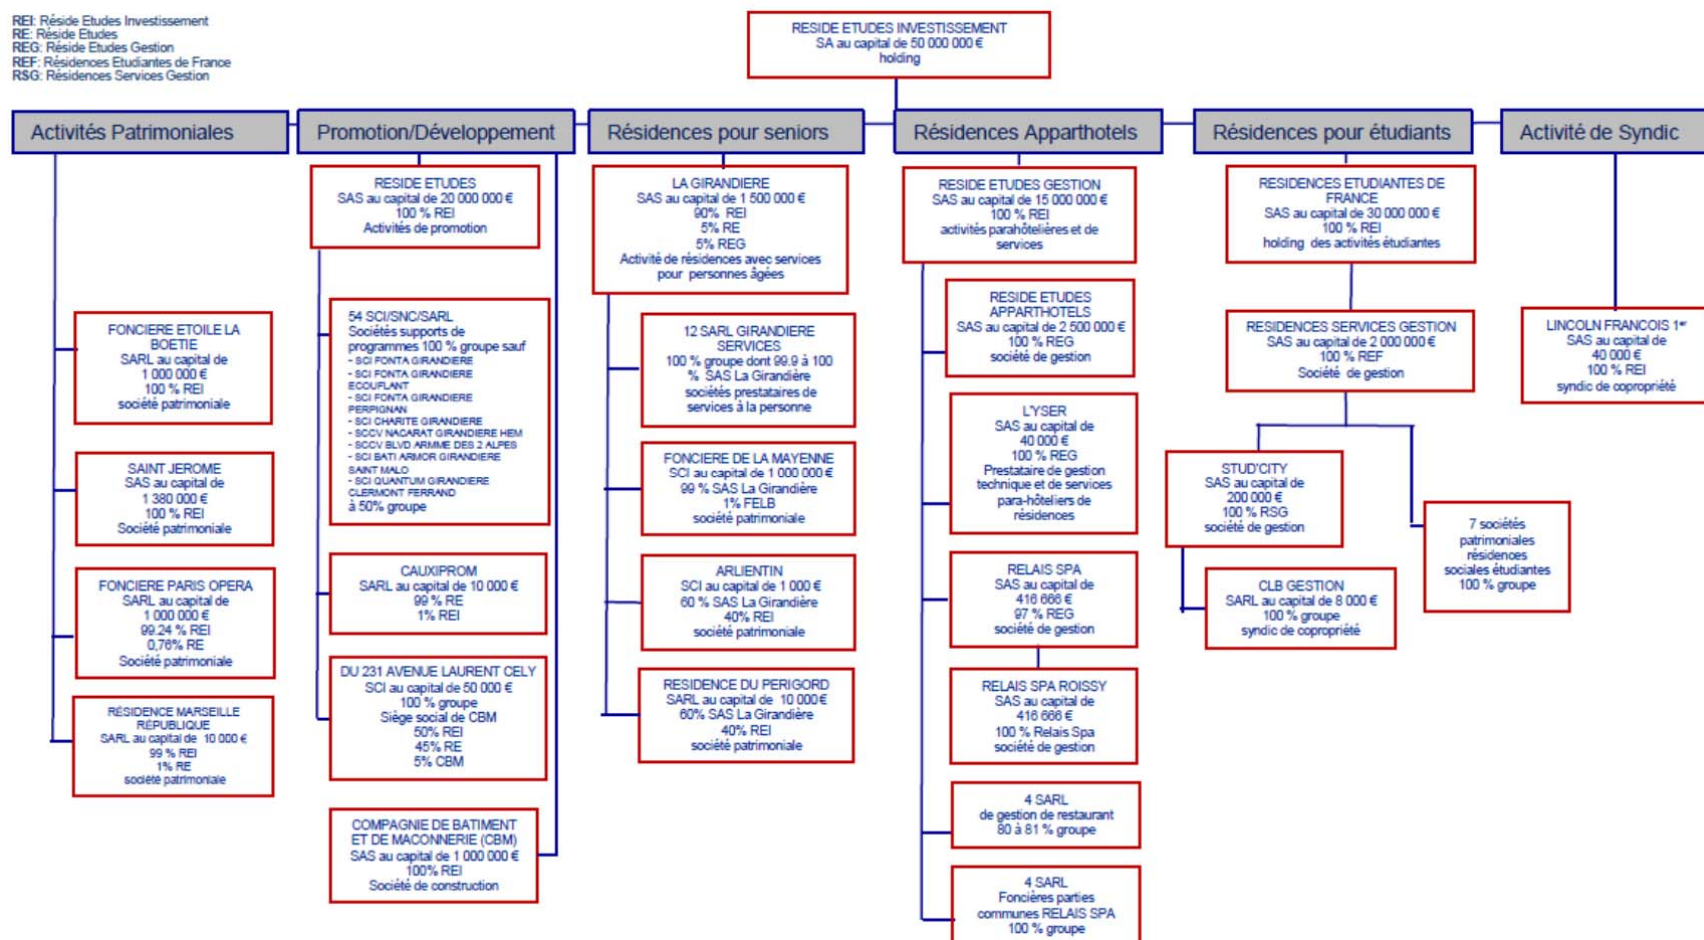 REI: Réside Etudes Investissement
RE: Réside Etudes
REG: Réside Etudes Gestion
REF: Résidences Etudiantes de France
RSG: Résidences Services Gestion
RESIDE ETUDES INVESTISSEMENT
SA au capital de 50 000 000 €
holding
Activités Patrimoniales
FONCIERE ETOILE LA
BOETIE
SARL au capital de
1 000 000 €
100 % REI
société patrimoniale
SAINT JEROME
SAS au capital de
1 380 000 €
100 % REI
Société patrimoniale
FONCIERE PARIS OPERA
SARL au capital de
1 000 000 €
99.24 % REI
0,76% RE
Société patrimoniale
RÉSIDENCE MARSEILLE
RÉPUBLIQUE
SARL au capital de 10 000 €
99 % REI
1% RE
société patrimoniale
Promotion/Développement
RESIDE ETUDES
SAS au capital de 20 000 000 €
100 % REI
Activités de promotion
54 SCI/SNC/SARL
Sociétés supports de
programmes 100 % groupe sauf
- SCI FONTA GIRANDIERE
- SCI FONTA GIRANDIERE
ECOUFLANT
- SCI FONTA GIRANDIERE
PERPIGNAN
- SCI CHARITE GIRANDIERE
- SCCV NACARAT GIRANDIERE HEM
- SCCV BLVD ARMME DES 2 ALPES
- SCI BATI ARMOR GIRANDIERE
SAINT MALO
- SCI QUANTUM GIRANDIERE
CLERMONT FERRAND
à 50% groupe
CAUXIPROM
SARL au capital de 10 000 €
99 % RE
1% REI
DU 231 AVENUE LAURENT CELY
SCI au capital de 50 000 €
100 % groupe
Siège social de CBM
50% REI
45% RE
5% CBM
COMPAGNIE DE BATIMENT
ET DE MACONNERIE (CBM)
SAS au capital de 1 000 000 €
100% REI
Société de construction
Résidences pour seniors
LA GIRANDIERE
SAS au capital de 1 500 000 €
90% REI
5% RE
5% REG
Activité de résidences avec services
pour personnes âgées
12 SARL GIRANDIERE
SERVICES
100 % groupe dont 99.9 à 100
% SAS La Girandière
sociétés prestataires de
services à la personne
FONCIERE DE LA MAYENNE
SCI au capital de 1 000 000 €
99 % SAS La Girandière
1% FELB
société patrimoniale
ARLIENTIN
SCI au capital de 1 000 €
60 % SAS La Girandière
40% REI
société patrimoniale
RESIDENCE DU PERIGORD
SARL au capital de 10 000 €
60% SAS La Girandière
40% REI
société patrimoniale
Résidences Apparthotels
RESIDE ETUDES GESTION
SAS au capital de 15 000 000 €
100 % REI
activités parahôtelières et de
services
RESIDE ETUDES
APPARTHOTELS
SAS au capital de 2 500 000 €
100 % REG
société de gestion
L'YSER
SAS au capital de
40 000 €
100 % REG
Prestataire de gestion
technique et de services
para-hôteliers de
résidences
RELAIS SPA
SAS au capital de
416 666 €
97 % REG
société de gestion
RELAIS SPA ROISSY
SAS au capital de
416 666 €
100 % Relais Spa
société de gestion
4 SARL
de gestion de restaurant
80 à 81 % groupe
4 SARL
Foncières parties
communes RELAIS SPA
100 % groupe
Résidences pour étudiants
RESIDENCES ETUDIANTES DE
FRANCE
SAS au capital de 30 000 000 €
100 % REI
holding des activités étudiantes
RESIDENCES SERVICES GESTION
SAS au capital de 2 000 000 €
100 % REF
Société de gestion
STUD'CITY
SAS au capital de
200 000 €
100 % RSG
société de gestion
CLB GESTION
SARL au capital de 8 000 €
100 % groupe
syndic de copropriété
7 sociétés
patrimoniales
résidences
sociales étudiantes
100 % groupe
Activité de Syndic
LINCOLN FRANCOIS 1er
SAS au capital de
40 000 €
100 % REI
syndic de copropriété